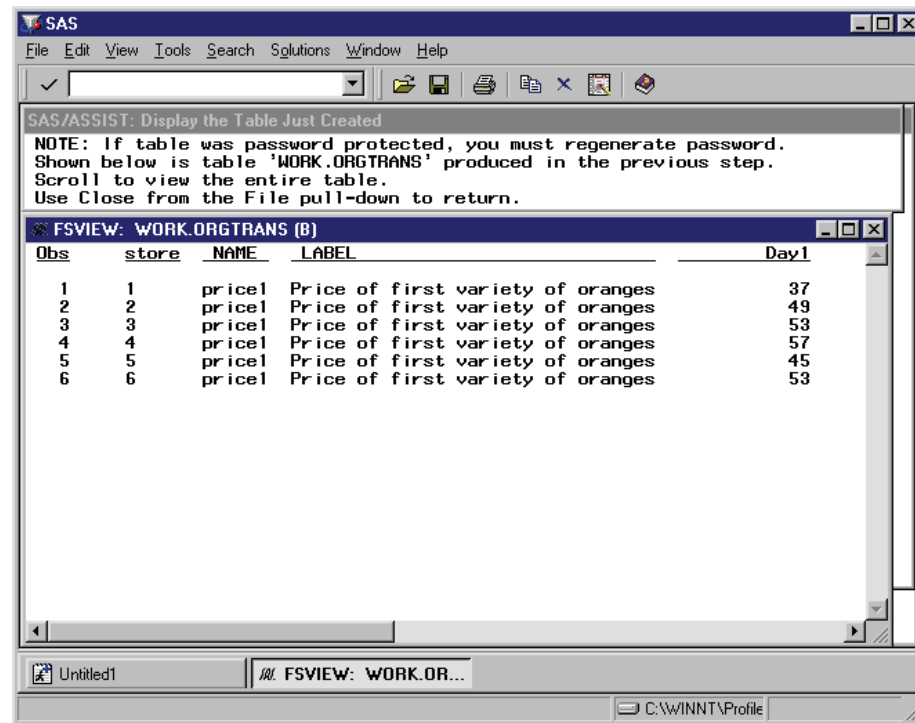 SAS
File Edit View Tools Search Solutions Window Help
SAS/ASSIST: Display the Table Just Created
NOTE: If table was password protected, you must regenerate password.
Shown below is table 'WORK.ORGTRANS' produced in the previous step.
Scroll to view the entire table.
Use Close from the File pull-down to return.
FSVIEW: WORK.ORGTRANS (B)
Obs store _NAME_ _LABEL_ Day1
1 1 price1 Price of first variety of oranges 37
2 2 price1 Price of first variety of oranges 49
3 3 price1 Price of first variety of oranges 53
4 4 price1 Price of first variety of oranges 57
5 5 price1 Price of first variety of oranges 45
6 6 price1 Price of first variety of oranges 53
Untitled1 FSVIEW: WORK.OR...
C:\WINNT\Profile